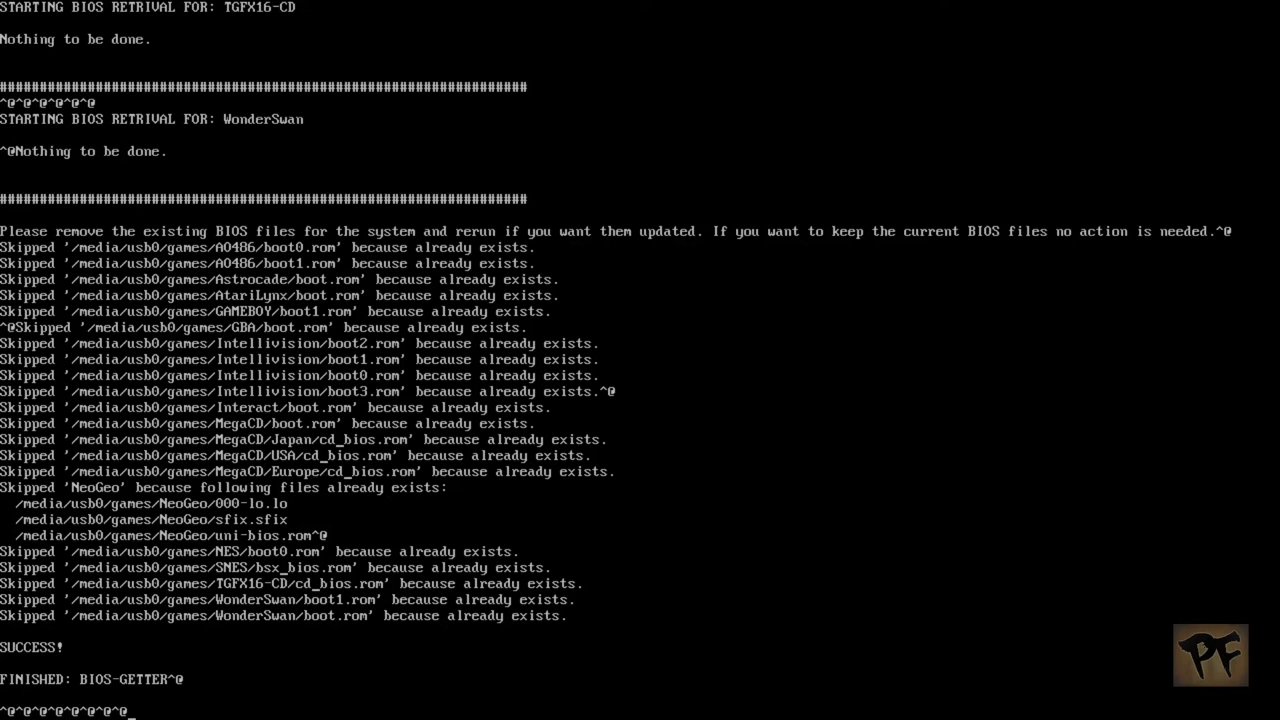 STARTING BIOS RETRIVAL FOR: TGFX16-CD
Nothing to be done.
##################################################################
^@^@^@^@^@^@
STARTING BIOS RETRIVAL FOR: WonderSwan
^@Nothing to be done.
##################################################################
Please remove the existing BIOS files for the system and rerun if you want them updated. If you want to keep the current BIOS files no action is needed.^@
Skipped '/media/usb0/games/AO486/boot0.rom' because already exists.
Skipped '/media/usb0/games/AO486/boot1.rom' because already exists.
Skipped '/media/usb0/games/Astrocade/boot.rom' because already exists.
Skipped '/media/usb0/games/AtariLynx/boot.rom' because already exists.
Skipped '/media/usb0/games/GAMEBOY/boot1.rom' because already exists.
^@Skipped '/media/usb0/games/GBA/boot.rom' because already exists.
Skipped '/media/usb0/games/Intellivision/boot2.rom' because already exists.
Skipped '/media/usb0/games/Intellivision/boot1.rom' because already exists.
Skipped '/media/usb0/games/Intellivision/boot0.rom' because already exists.
Skipped '/media/usb0/games/Intellivision/boot3.rom' because already exists.^@
Skipped '/media/usb0/games/Interact/boot.rom' because already exists.
Skipped '/media/usb0/games/MegaCD/boot.rom' because already exists.
Skipped '/media/usb0/games/MegaCD/Japan/cd_bios.rom' because already exists.
Skipped '/media/usb0/games/MegaCD/USA/cd_bios.rom' because already exists.
Skipped '/media/usb0/games/MegaCD/Europe/cd_bios.rom' because already exists.
Skipped 'NeoGeo' because following files already exists:
/media/usb0/games/NeoGeo/000-lo.lo
/media/usb0/games/NeoGeo/sfix.sfix
/media/usb0/games/NeoGeo/uni-bios.rom^@
Skipped '/media/usb0/games/NES/boot0.rom' because already exists.
Skipped '/media/usb0/games/SNES/bsx_bios.rom' because already exists.
Skipped '/media/usb0/games/TGFX16-CD/cd_bios.rom' because already exists.
Skipped '/media/usb0/games/WonderSwan/boot1.rom' because already exists.
Skipped '/media/usb0/games/WonderSwan/boot.rom' because already exists.
SUCCESS!
FINISHED: BIOS-GETTER^@
^@^@^@^@^@^@^@^@_
PF